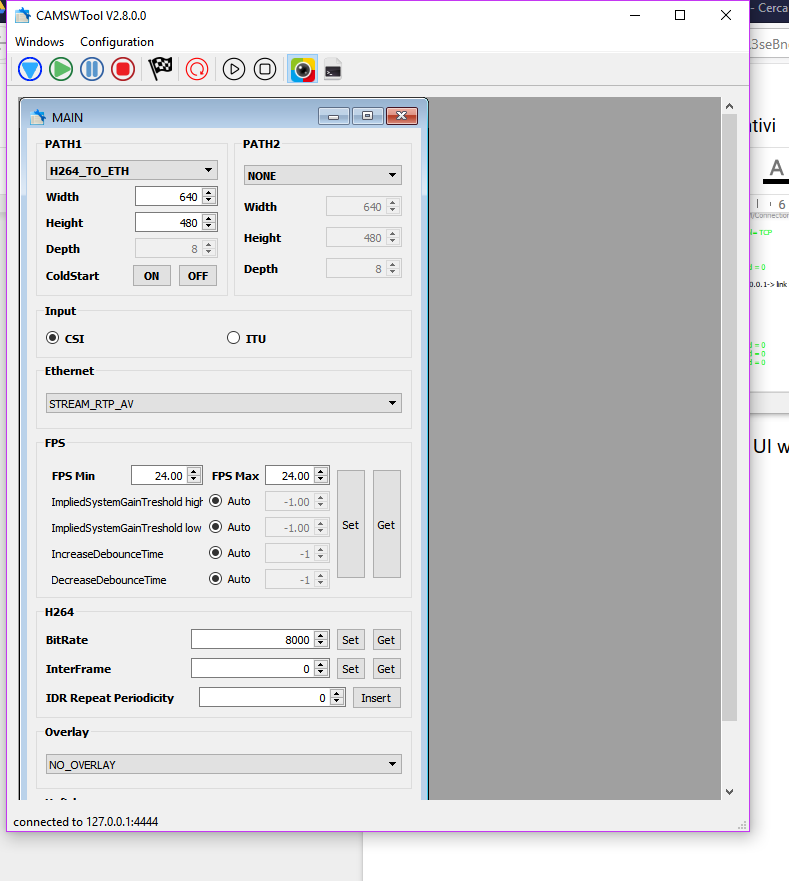 CAMSWTool V2.8.0.0
- Cerca
Windows Configuration
3seBn
MAIN
tivi
PATH1
PATH2
H264_TO_ETH
NONE
A
Width 640
Width 640
6
Height 480
Height 480
/Connection
= TCP
Depth 8
Depth 8
ColdStart ON OFF
d = 0
0.0.1-> link
Input
CSI
ITU
d = 0
d = 0
d = 0
Ethernet
STREAM_RTP_AV
FPS
UI w
FPS Min 24.00 FPS Max 24.00
ImpliedSystemGainTreshold high Auto -1.00
ImpliedSystemGainTreshold low Auto -1.00
Set Get
IncreaseDebounceTime Auto -1
DecreaseDebounceTime Auto -1
H264
BitRate 8000 Set Get
InterFrame 0 Set Get
IDR Repeat Periodicity 0 Insert
Overlay
NO_OVERLAY
connected to 127.0.0.1:4444